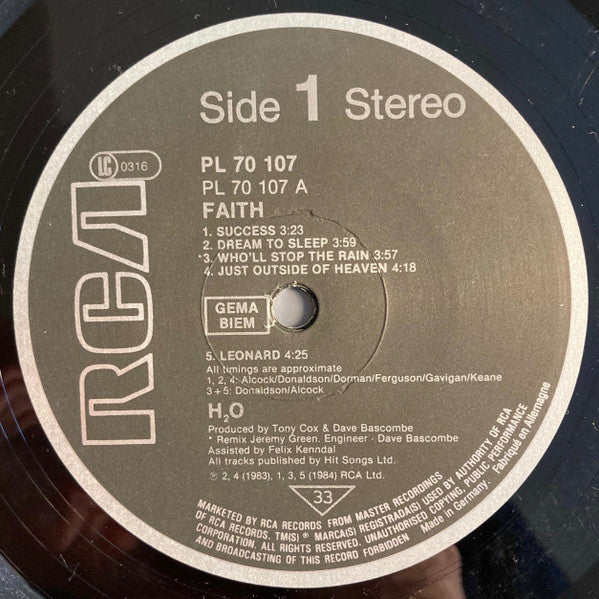 Side 1 Stereo
LC 0316
RCA
PL 70 107
PL 70 107 A
FAITH
1. SUCCESS 3:23
2. DREAM TO SLEEP 3:59
*3. WHO'LL STOP THE RAIN 3:57
4. JUST OUTSIDE OF HEAVEN 4:18
GEMA
BIEM
5. LEONARD 4:25
All timings are approximate
1, 2, 4: Alcock/Donaldson/Dorman/Ferguson/Gavigan/Keane
3 + 5: Donaldson/Alcock
H₂O
Produced by Tony Cox & Dave Bascombe
* Remix Jeremy Green. Engineer - Dave Bascombe
Assisted by Felix Kenndal
All tracks published by Hit Songs Ltd.
℗ 2, 4 (1983), 1, 3, 5 (1984) RCA Ltd.
33
MARKETED BY RCA RECORDS FROM MASTER RECORDINGS
OF RCA RECORDS. TM(S) ® MARCA(S) REGISTRADA(S) USED BY AUTHORITY OF RCA
CORPORATION. ALL RIGHTS RESERVED. UNAUTHORISED COPYING, PUBLIC PERFORMANCE
AND BROADCASTING OF THIS RECORD FORBIDDEN
Made in Germany. Fabriqué en Allemagne